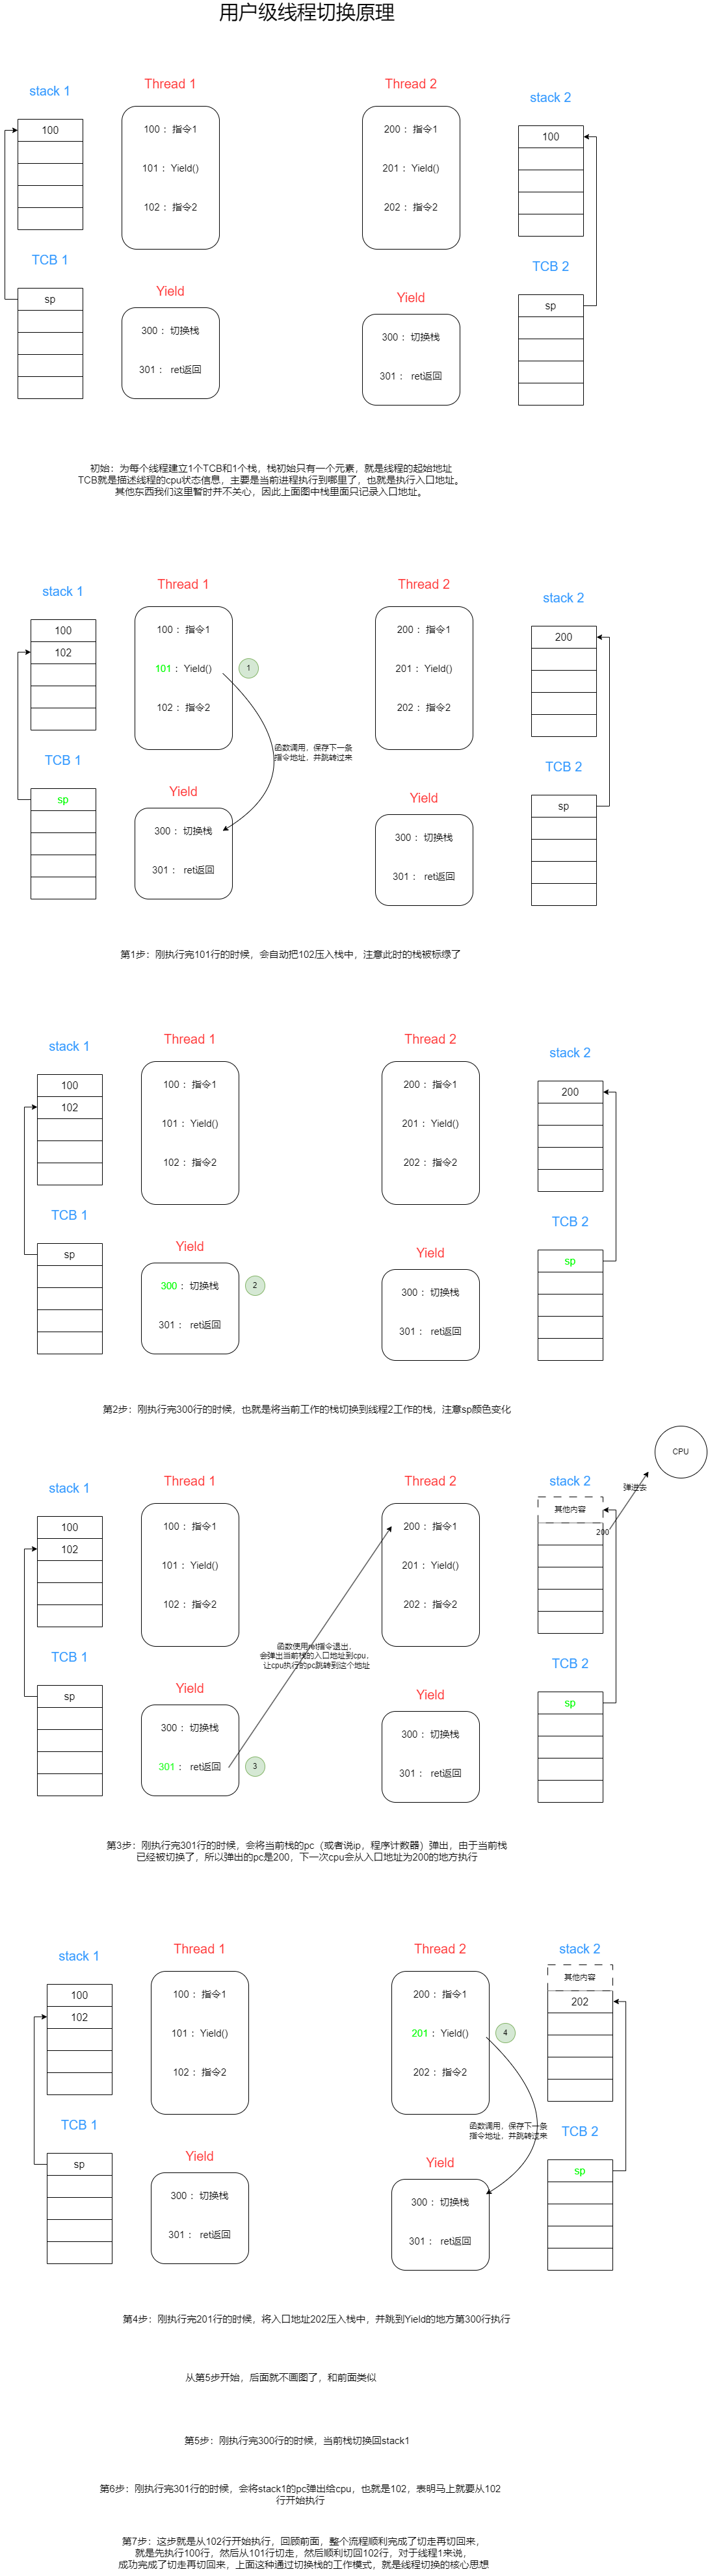 用户级线程切换原理
stack 1
Thread 1
Thread 2
stack 2
100
100： 指令1
101： Yield()
102： 指令2
200： 指令1
201： Yield()
202： 指令2
100
TCB 1
TCB 2
sp
Yield
300： 切换栈
301： ret返回
Yield
300： 切换栈
301： ret返回
sp
初始：为每个线程建立1个TCB和1个栈，栈初始只有一个元素，就是线程的起始地址
TCB就是描述线程的cpu状态信息，主要是当前进程执行到哪里了，也就是执行入口地址。
其他东西我们这里暂时并不关心，因此上面图中栈里面只记录入口地址。
stack 1
Thread 1
Thread 2
stack 2
100
102
100： 指令1
101： Yield()
102： 指令2
1
200： 指令1
201： Yield()
202： 指令2
200
函数调用，保存下一条
指令地址，并跳转过来
TCB 1
TCB 2
sp
Yield
300： 切换栈
301： ret返回
Yield
300： 切换栈
301： ret返回
sp
第1步：刚执行完101行的时候，会自动把102压入栈中，注意此时的栈被标绿了
stack 1
Thread 1
Thread 2
stack 2
100
102
100： 指令1
101： Yield()
102： 指令2
200： 指令1
201： Yield()
202： 指令2
200
TCB 1
TCB 2
sp
Yield
300： 切换栈
301： ret返回
2
Yield
300： 切换栈
301： ret返回
sp
第2步：刚执行完300行的时候，也就是将当前工作的栈切换到线程2工作的栈，注意sp颜色变化
CPU
弹进去
stack 1
Thread 1
Thread 2
stack 2
100
102
100： 指令1
101： Yield()
102： 指令2
200： 指令1
201： Yield()
202： 指令2
其他内容
200
函数使用ret指令退出，
会弹出当前栈的入口地址到cpu，
让cpu执行的pc跳转到这个地址
TCB 1
TCB 2
sp
Yield
300： 切换栈
301： ret返回
3
Yield
300： 切换栈
301： ret返回
sp
第3步：刚执行完301行的时候，会将当前栈的pc（或者说ip，程序计数器）弹出，由于当前栈
已经被切换了，所以弹出的pc是200，下一次cpu会从入口地址为200的地方执行
stack 1
Thread 1
Thread 2
stack 2
100
102
100： 指令1
101： Yield()
102： 指令2
200： 指令1
201： Yield()
202： 指令2
4
其他内容
202
函数调用，保存下一条
指令地址，并跳转过来
TCB 1
TCB 2
sp
Yield
300： 切换栈
301： ret返回
Yield
300： 切换栈
301： ret返回
sp
第4步：刚执行完201行的时候，将入口地址202压入栈中，并跳到Yield的地方第300行执行
从第5步开始，后面就不画图了，和前面类似
第5步：刚执行完300行的时候，当前栈切换回stack1
第6步：刚执行完301行的时候，会将stack1的pc弹出给cpu，也就是102，表明马上就要从102
行开始执行
第7步：这步就是从102行开始执行，回顾前面，整个流程顺利完成了切走再切回来，
就是先执行100行，然后从101行切走，然后顺利切回102行，对于线程1来说，
成功完成了切走再切回来，上面这种通过切换栈的工作模式，就是线程切换的核心思想